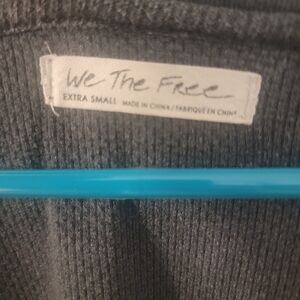 We The Free
EXTRA SMALL MADE IN CHINA / FABRIQUÉ EN CHINE